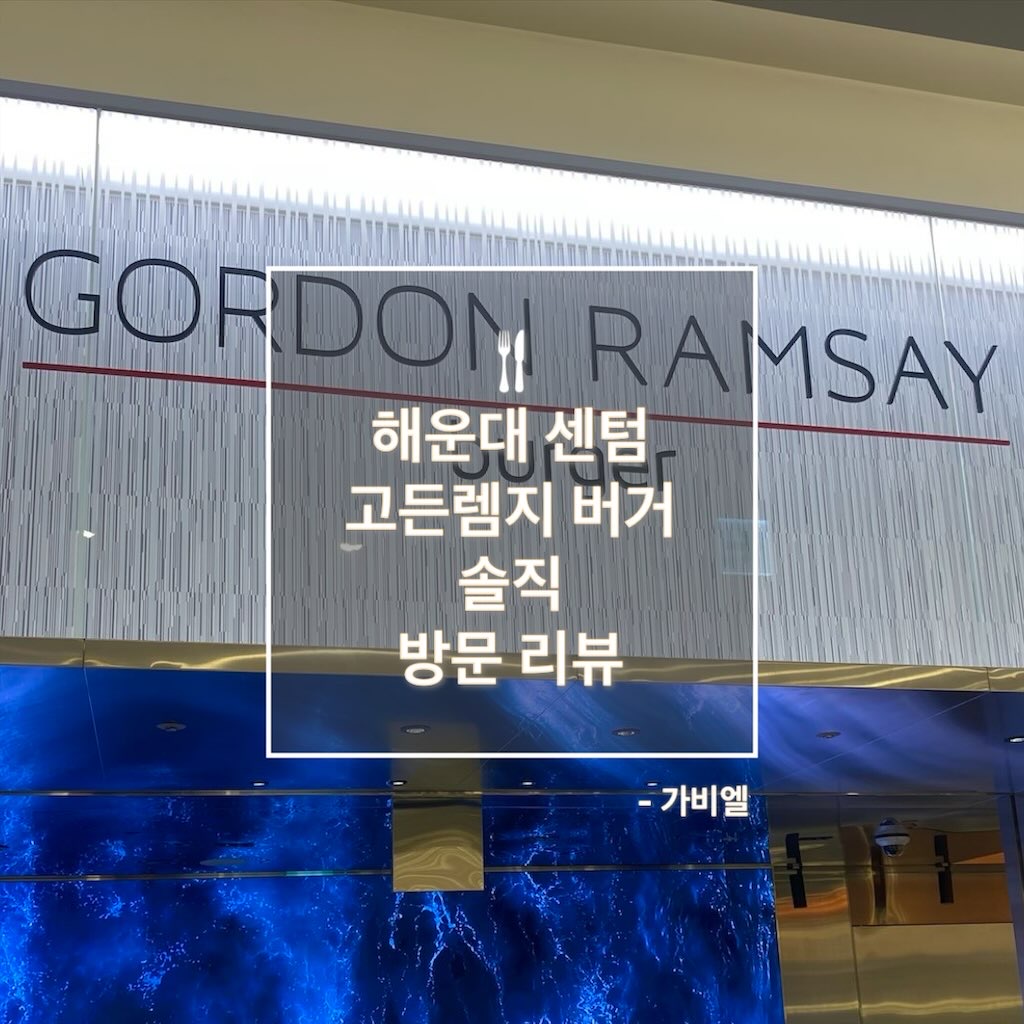 GORDON RAMSAY
burger
해운대 센텀
고든렘지 버거
솔직
방문 리뷰
- 가비엘